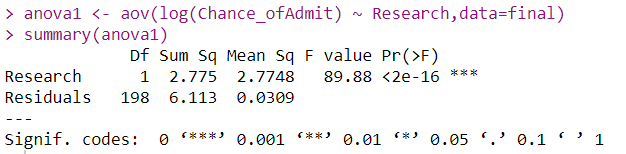 > anova1 <- aov(log(Chance_ofAdmit) ~ Research,data=final)
> summary(anova1)
             Df Sum Sq Mean Sq F value Pr(>F)
Research      1  2.775  2.7748   89.88 <2e-16 ***
Residuals   198  6.113  0.0309
---
Signif. codes:  0 ‘***’ 0.001 ‘**’ 0.01 ‘*’ 0.05 ‘.’ 0.1 ‘ ’ 1